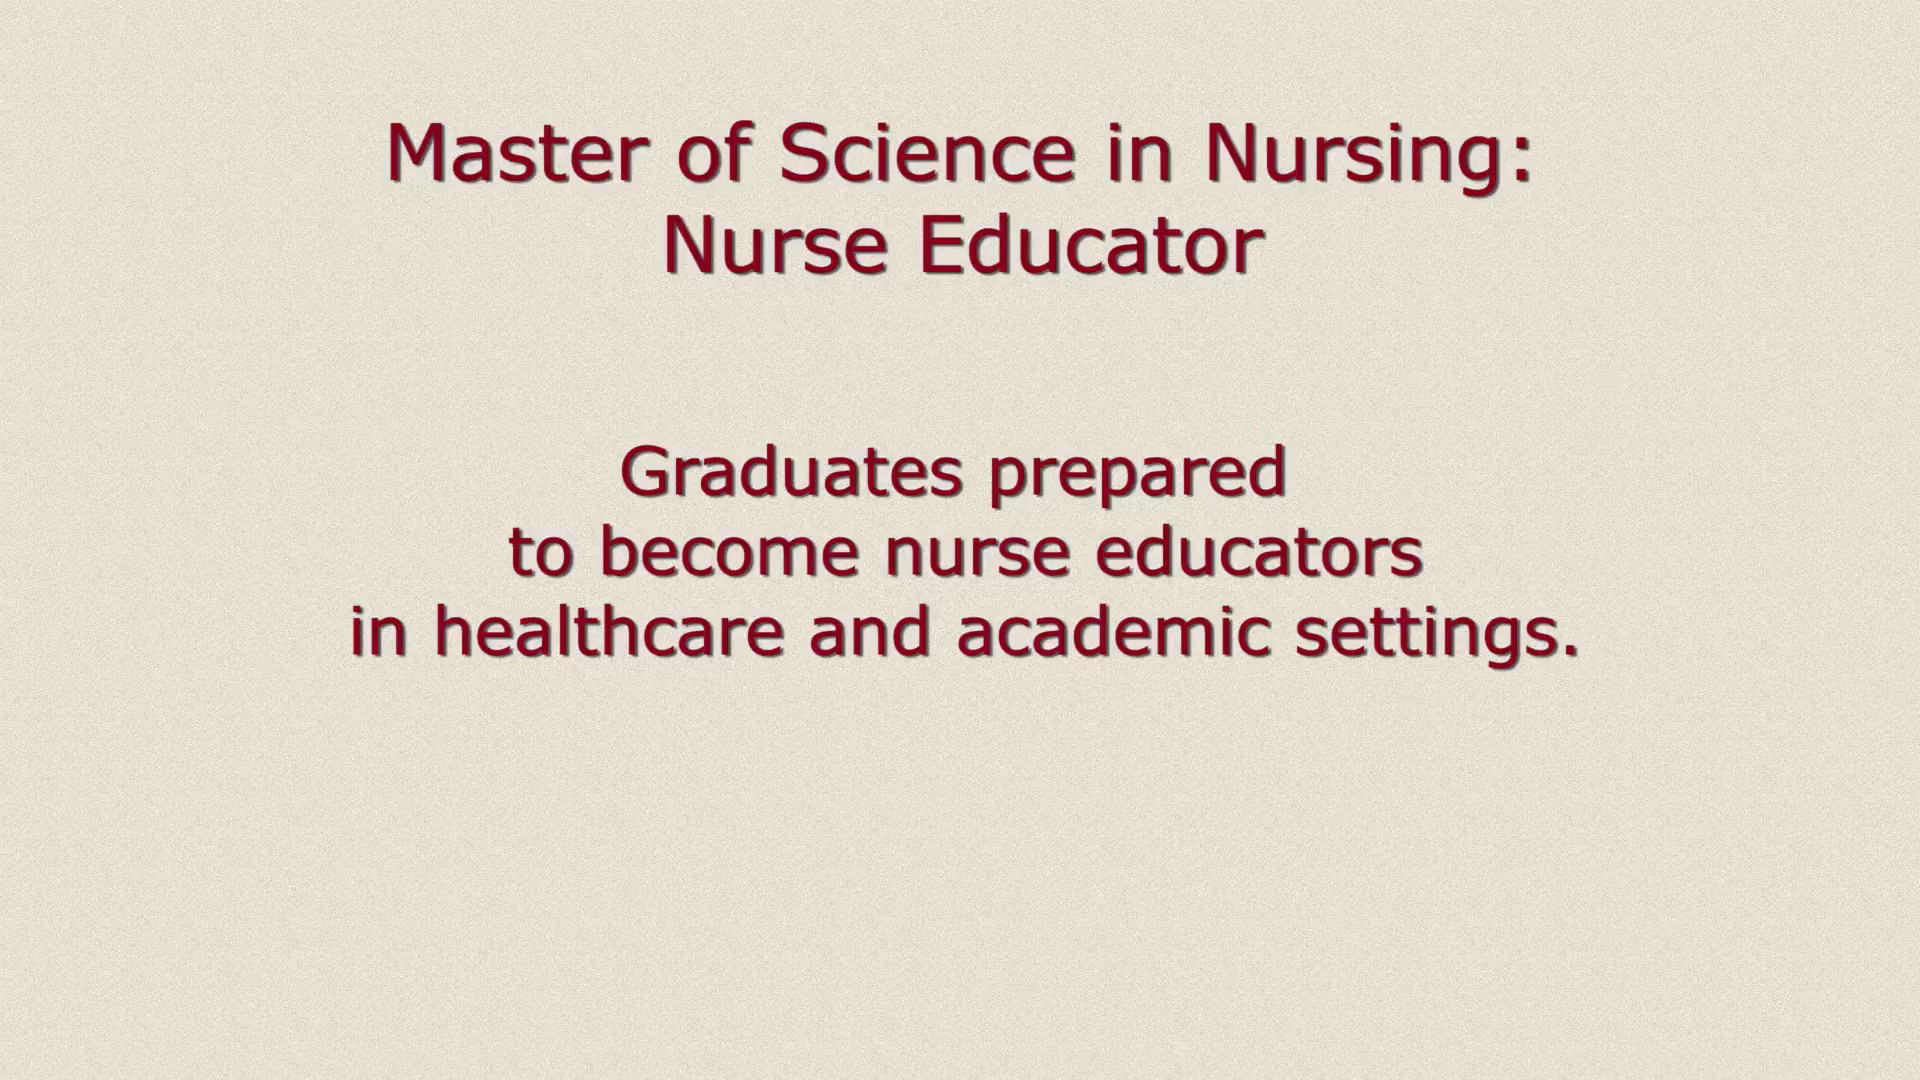 Master of Science in Nursing:
Nurse Educator
Graduates prepared
to become nurse educators
in healthcare and academic settings.